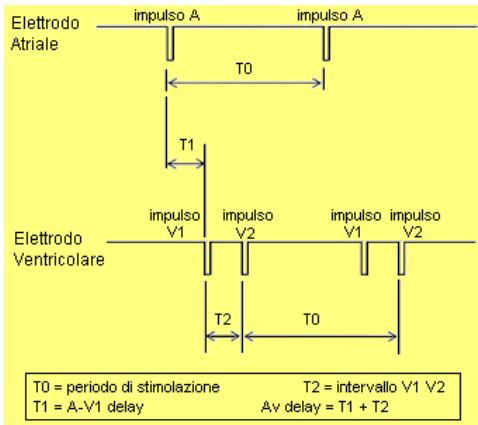 Elettrodo
Atriale
impulso A
impulso A
T0
T1
impulso
V1
impulso
V2
impulso
V1
impulso
V2
Elettrodo
Ventricolare
T2
T0
T0 = periodo di stimolazione
T2 = intervallo V1 V2
T1 = A-V1 delay
Av delay = T1 + T2